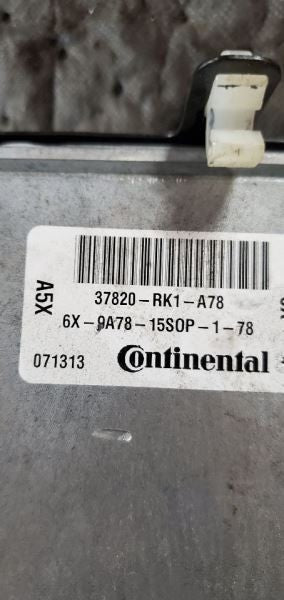 37820-RK1-A78
A5X
6X-9A78-15SOP-1-78
071313
Continental